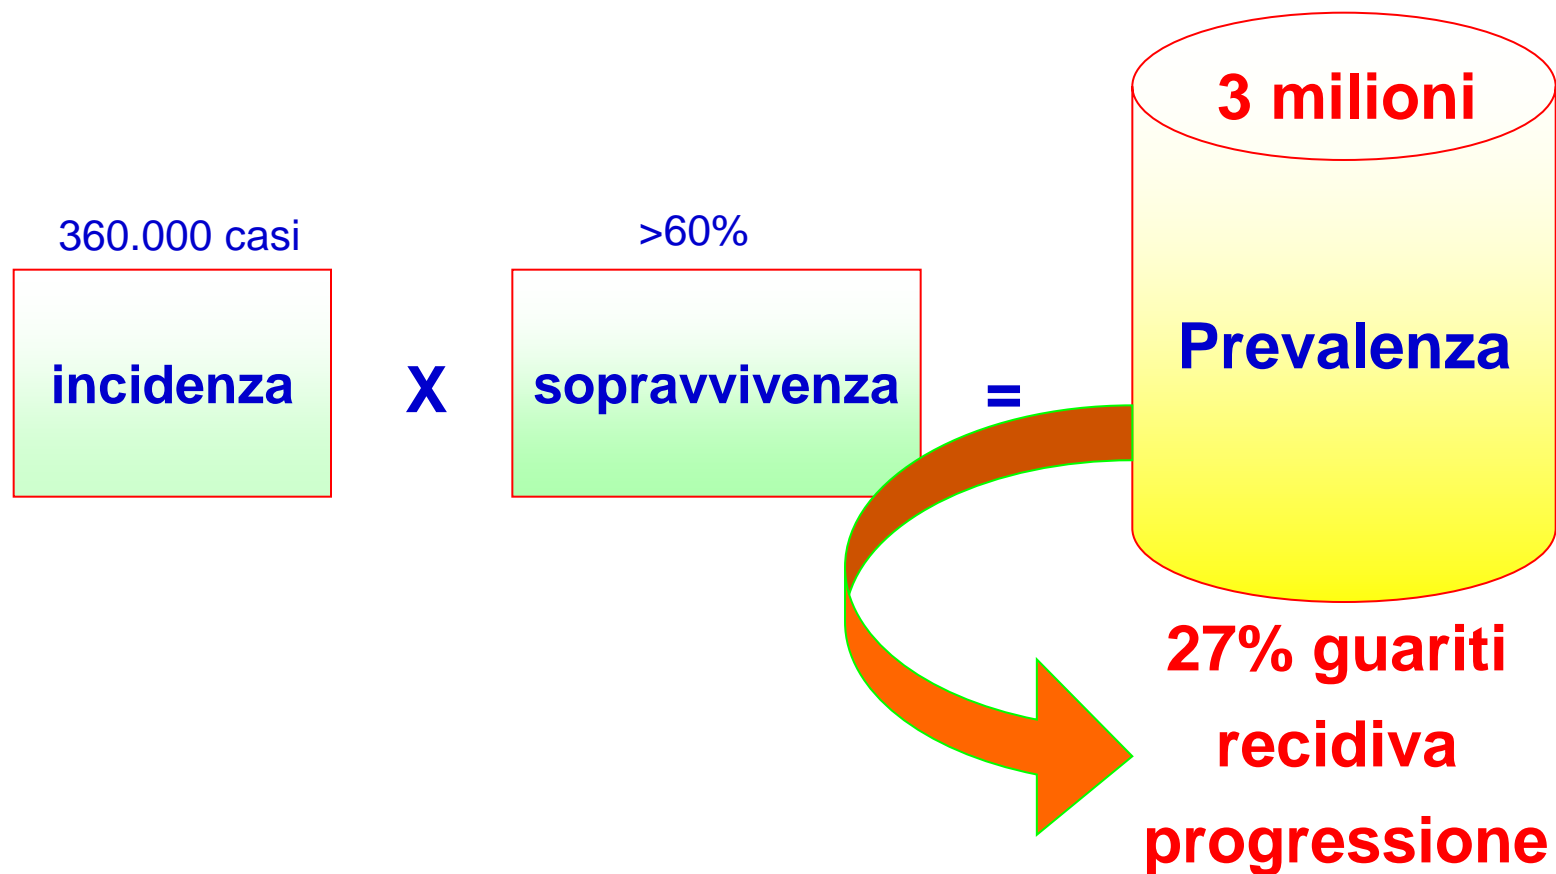 360.000 casi
incidenza
X
>60%
sopravvivenza
=
3 milioni
Prevalenza
27% guariti
recidiva
progressione